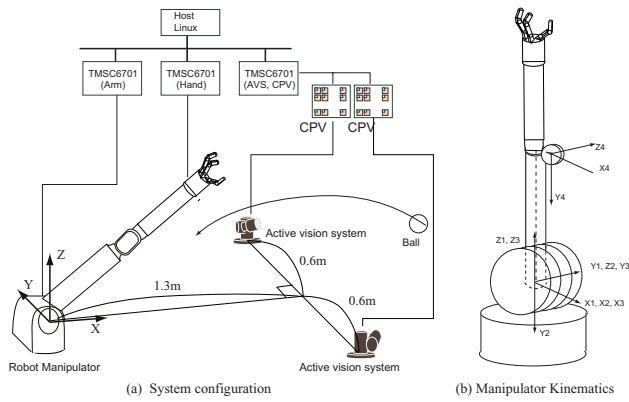 Host
Linux
TMSC6701
(Arm)
TMSC6701
(Hand)
TMSC6701
(AVS, CPV)
CPV
CPV
Z
Y
X
1.3m
0.6m
0.6m
Active vision system
Ball
Active vision system
Robot Manipulator
(a) System configuration
Z4
X4
Y4
Z1, Z3
Y1, Z2, Y3
X1, X2, X3
Y2
(b) Manipulator Kinematics